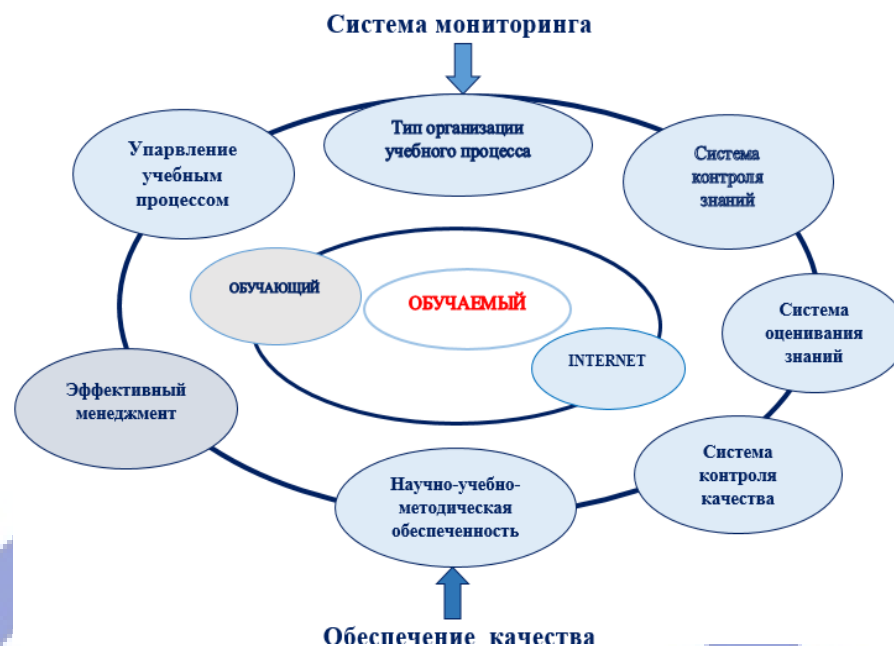 Система мониторинга
Тип организации
учебного процесса
Упарвление
учебным
процессом
Система
контроля
знаний
ОБУЧАЮЩИЙ
ОБУЧАЕМЫЙ
Система
оценивания
знаний
INTERNET
Эффективный
менеджмент
Система
контроля
качества
Научно-учебно-
методическая
обеспеченность
Обеспечение качества